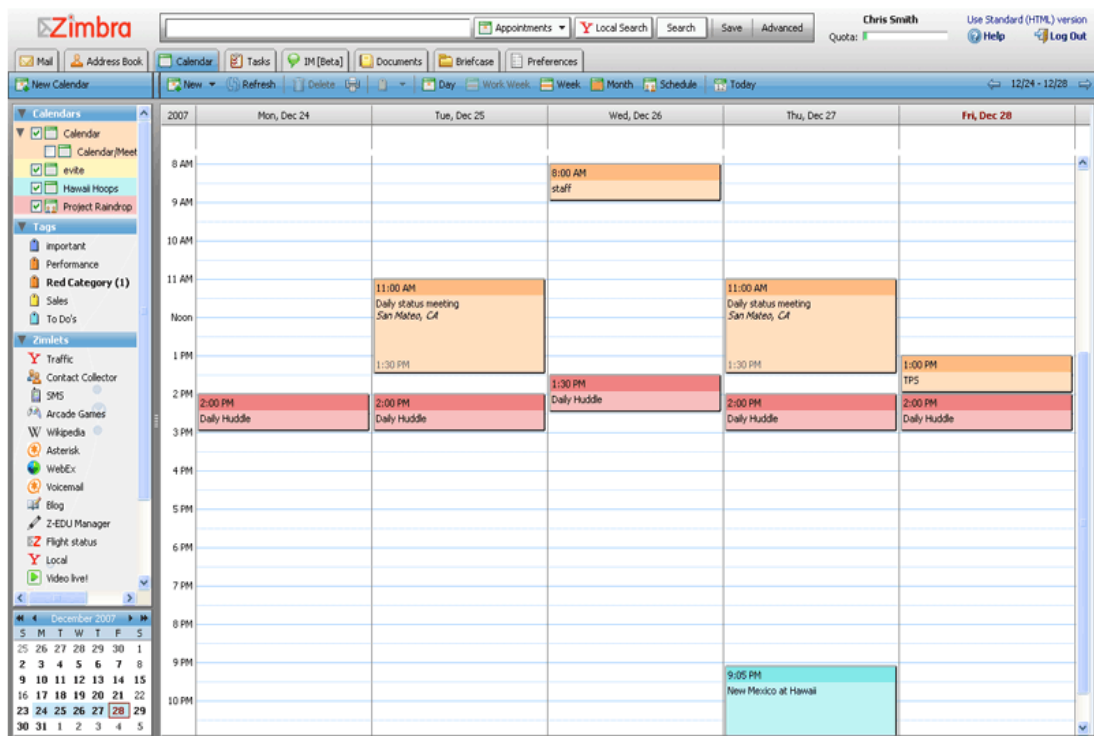 Zimbra
Appointments
Local Search
Search
Save
Advanced
Chris Smith
Quota:
Use Standard (HTML) version
Help
Log Out
Mail
Address Book
Calendar
Tasks
IM [Beta]
Documents
Briefcase
Preferences
New Calendar
New
Refresh
Delete
Day
Work Week
Week
Month
Schedule
Today
12/24 - 12/28
Calendars
Calendar
Calendar/Meet
evite
Hawaii Hoops
Project Raindrop
Tags
important
Performance
Red Category (1)
Sales
To Do's
Zimlets
Traffic
Contact Collector
SMS
Arcade Games
Wikipedia
Asterisk
WebEx
Voicemail
Blog
Z-EDU Manager
Flight status
Local
Video live!
December 2007
S M T W T F S
25 26 27 28 29 30 1
2 3 4 5 6 7 8
9 10 11 12 13 14 15
16 17 18 19 20 21 22
23 24 25 26 27 28 29
30 31 1 2 3 4 5
2007
Mon, Dec 24
Tue, Dec 25
Wed, Dec 26
Thu, Dec 27
Fri, Dec 28
8 AM
9 AM
10 AM
11 AM
Noon
1 PM
2 PM
3 PM
4 PM
5 PM
6 PM
7 PM
8 PM
9 PM
10 PM
2:00 PM
Daily Huddle
11:00 AM
Daily status meeting
San Mateo, CA
1:30 PM
2:00 PM
Daily Huddle
8:00 AM
staff
1:30 PM
Daily Huddle
11:00 AM
Daily status meeting
San Mateo, CA
1:30 PM
2:00 PM
Daily Huddle
9:05 PM
New Mexico at Hawaii
1:00 PM
TPS
2:00 PM
Daily Huddle